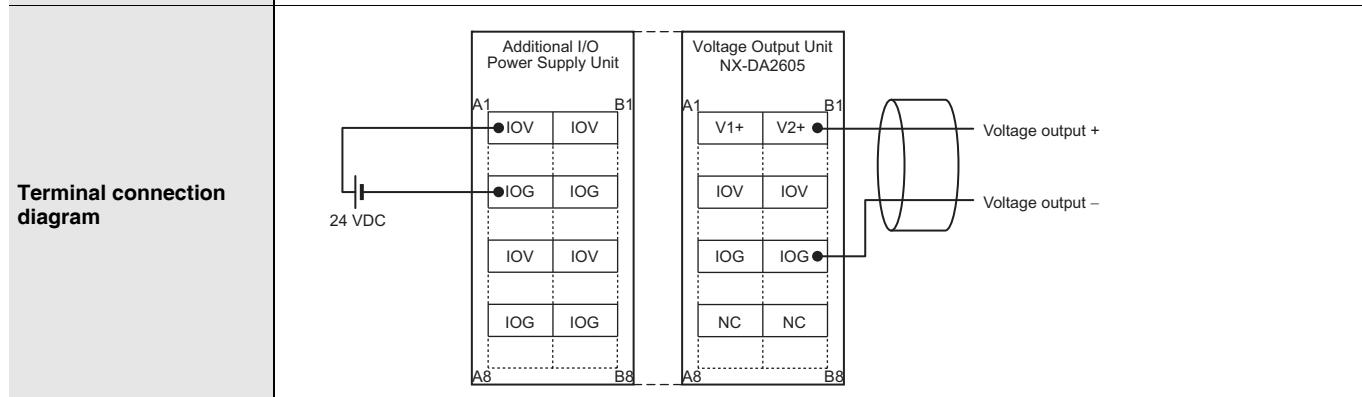 Terminal connection
diagram
24 VDC
Additional I/O
Power Supply Unit
A1 B1
IOV IOV
IOG IOG
IOV IOV
IOG IOG
A8 B8
Voltage Output Unit
NX-DA2605
A1 B1
V1+ V2+
IOV IOV
IOG IOG
NC NC
A8 B8
Voltage output +
Voltage output −